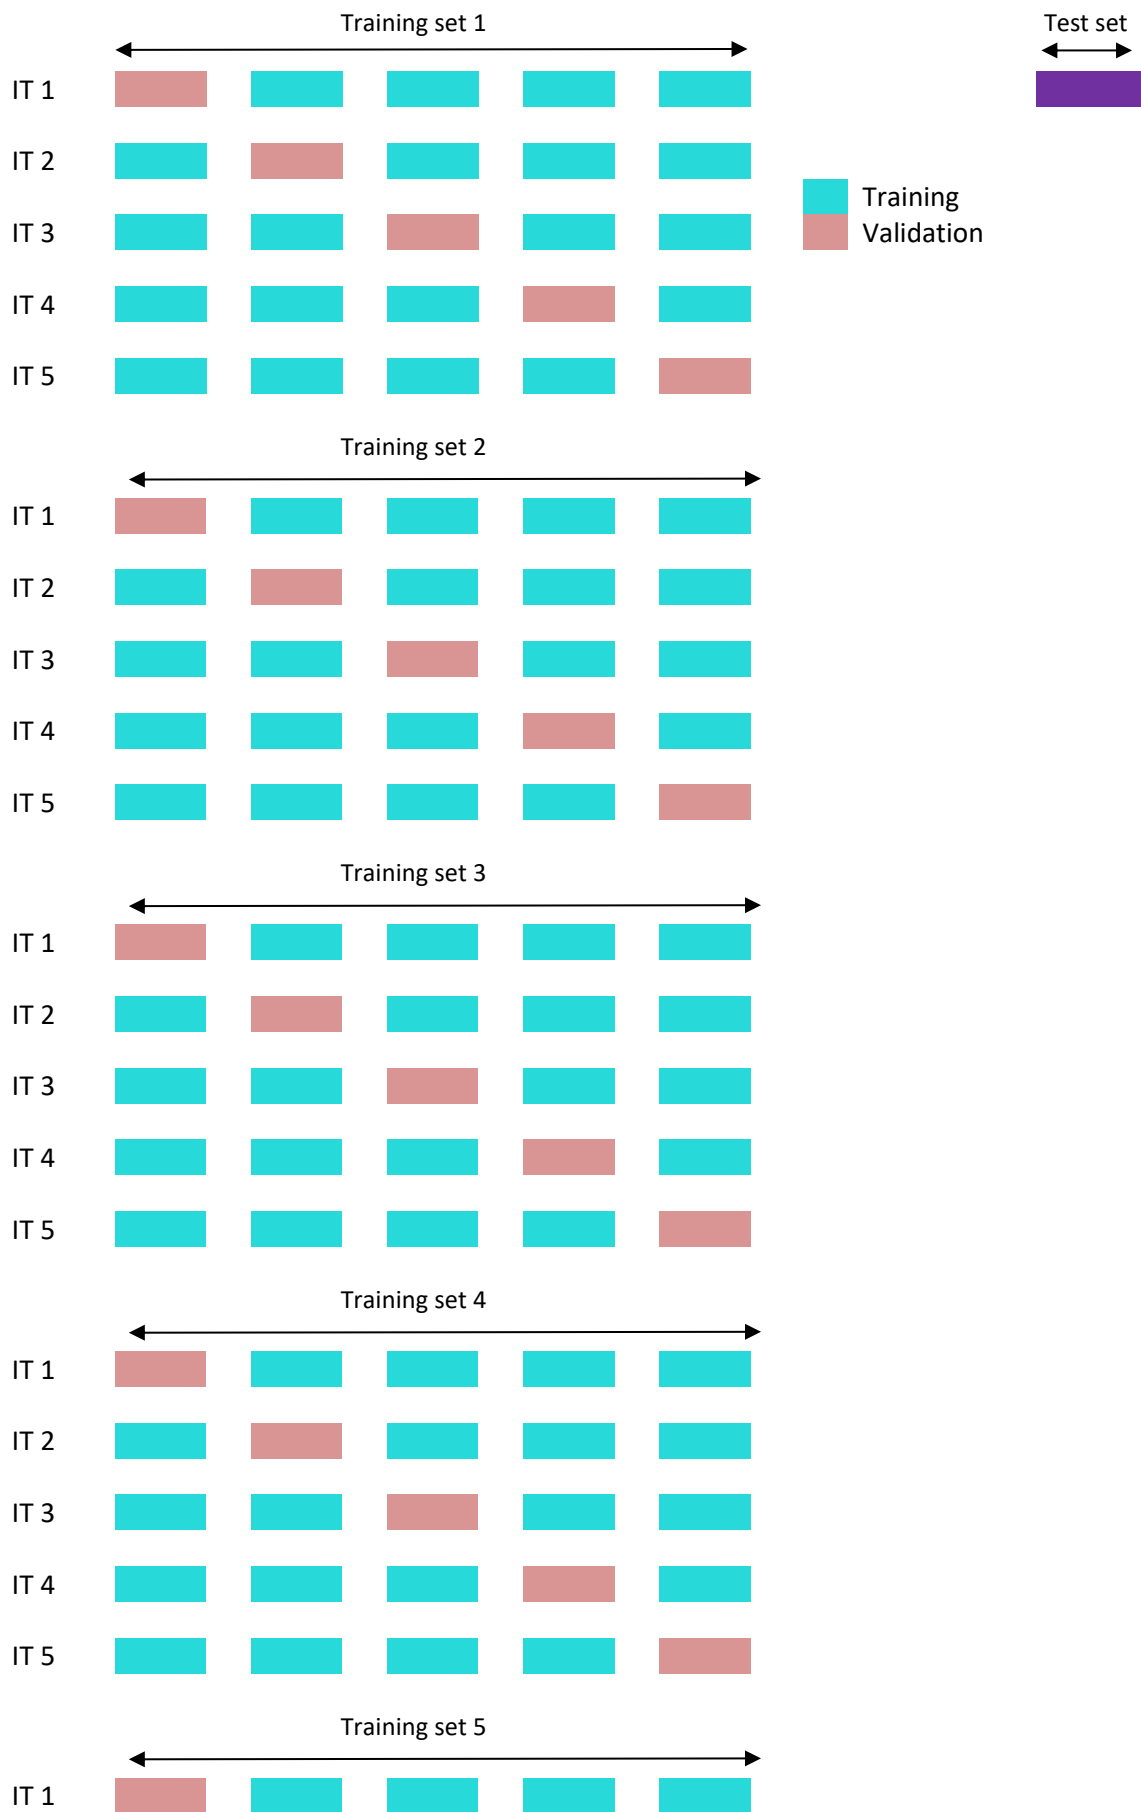 Training set 1
Test set
IT 1
IT 2
Training
IT 3
Validation
IT 4
IT 5
Training set 2
IT 1
IT 2
IT 3
IT 4
IT 5
Training set 3
IT 1
IT 2
IT 3
IT 4
IT 5
Training set 4
IT 1
IT 2
IT 3
IT 4
IT 5
Training set 5
IT 1